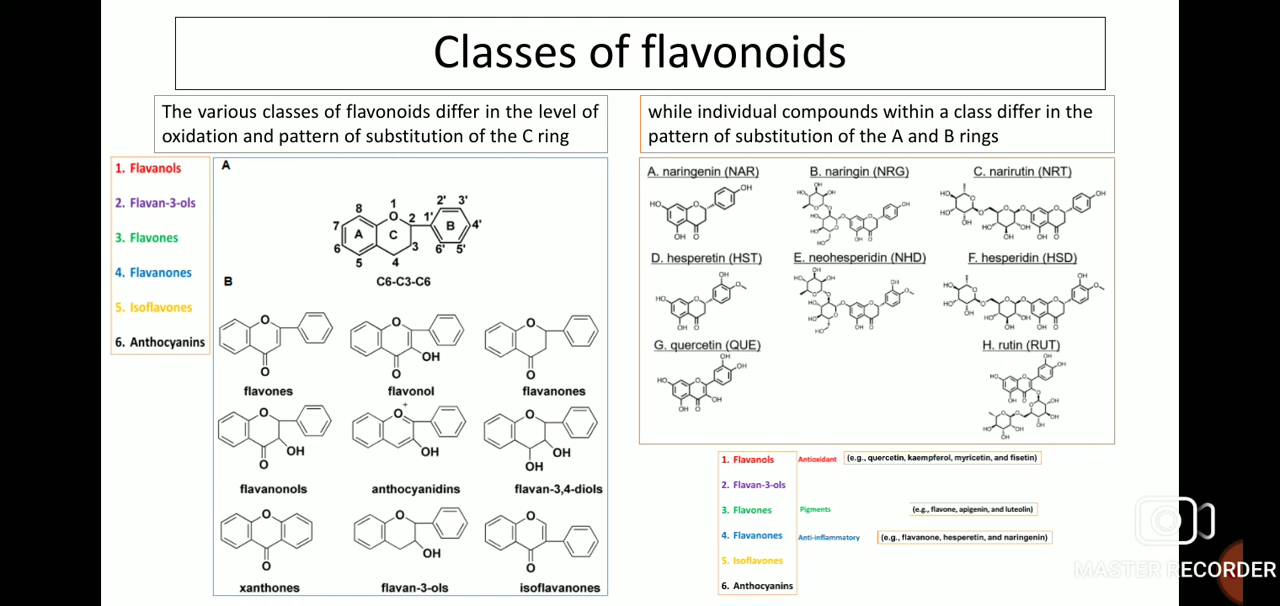 Classes of flavonoids
The various classes of flavonoids differ in the level of
oxidation and pattern of substitution of the C ring
while individual compounds within a class differ in the
pattern of substitution of the A and B rings
1. Flavanols
2. Flavan-3-ols
3. Flavones
4. Flavanones
5. Isoflavones
6. Anthocyanins
A
1
2
3
4
5
6
7
8
O
A
C
B
1'
2'
3'
4'
5'
6'
C6-C3-C6
B
O
O
flavones
O
OH
O
flavonol
O
O
flavanones
O
OH
O
flavanonols
O+
OH
anthocyanidins
O
OH
OH
flavan-3,4-diols
O
O
xanthones
O
OH
flavan-3-ols
O
O
isoflavanones
A. naringenin (NAR)
B. naringin (NRG)
C. narirutin (NRT)
D. hesperetin (HST)
E. neohesperidin (NHD)
F. hesperidin (HSD)
G. quercetin (QUE)
H. rutin (RUT)
1. Flavanols Antioxidant (e.g., quercetin, kaempferol, myricetin, and fisetin)
2. Flavan-3-ols
3. Flavones Pigments (e.g., flavone, apigenin, and luteolin)
4. Flavanones Anti-inflammatory (e.g., flavanone, hesperetin, and naringenin)
5. Isoflavones
6. Anthocyanins
MASTER RECORDER